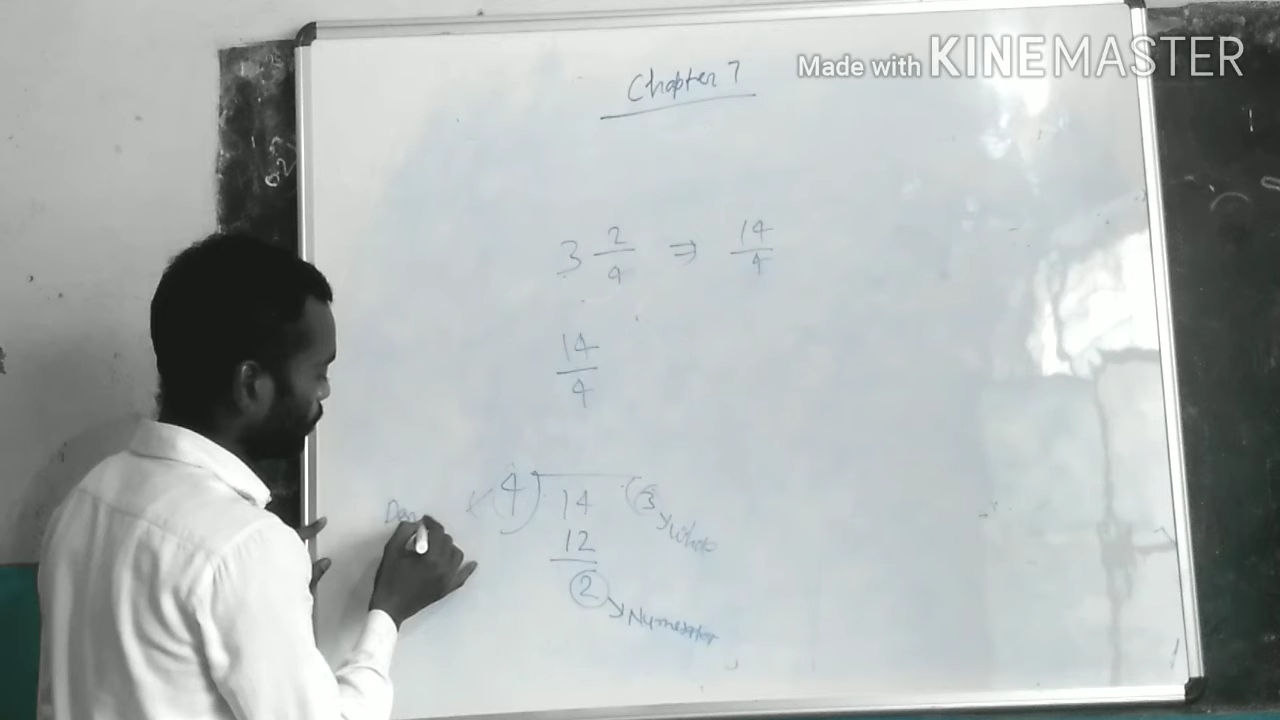 Made with KINEMASTER
Chapter 7
3 2/4 ⇒ 14/4
14/4
4) 14 (3 Whole
12
2 Numerator
Den